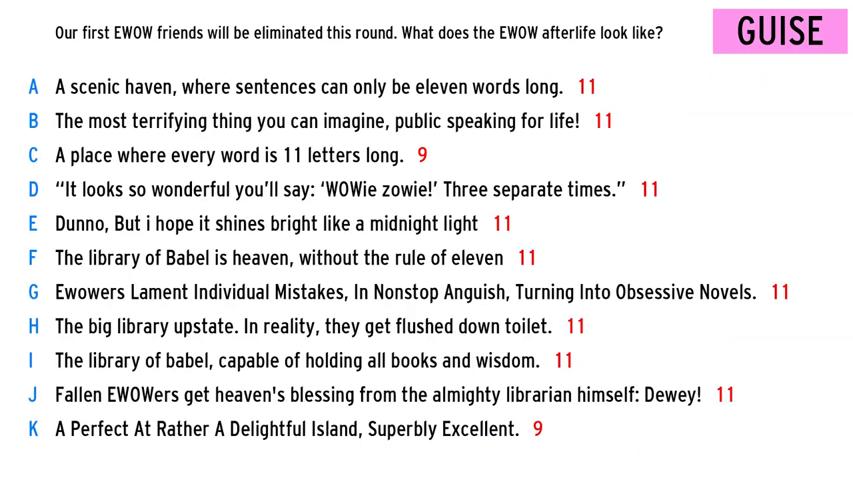 Our first EWOW friends will be eliminated this round. What does the EWOW afterlife look like?
GUISE
A A scenic haven, where sentences can only be eleven words long. 11
B The most terrifying thing you can imagine, public speaking for life! 11
C A place where every word is 11 letters long. 9
D “It looks so wonderful you’ll say: ‘WOWie zowie!’ Three separate times.” 11
E Dunno, But i hope it shines bright like a midnight light 11
F The library of Babel is heaven, without the rule of eleven 11
G Ewowers Lament Individual Mistakes, In Nonstop Anguish, Turning Into Obsessive Novels. 11
H The big library upstate. In reality, they get flushed down toilet. 11
I The library of babel, capable of holding all books and wisdom. 11
J Fallen EWOWers get heaven's blessing from the almighty librarian himself: Dewey! 11
K A Perfect At Rather A Delightful Island, Superbly Excellent. 9